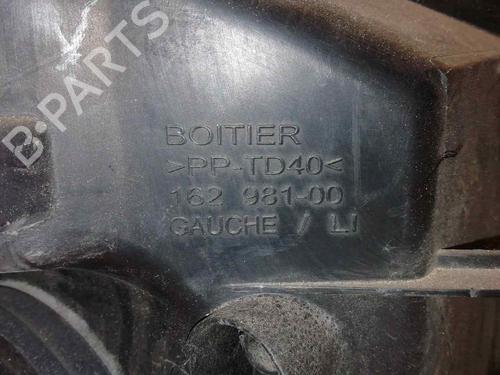 B-PARTS
BOITIER
>PP-TD40<
162 981-00
GAUCHE / LI